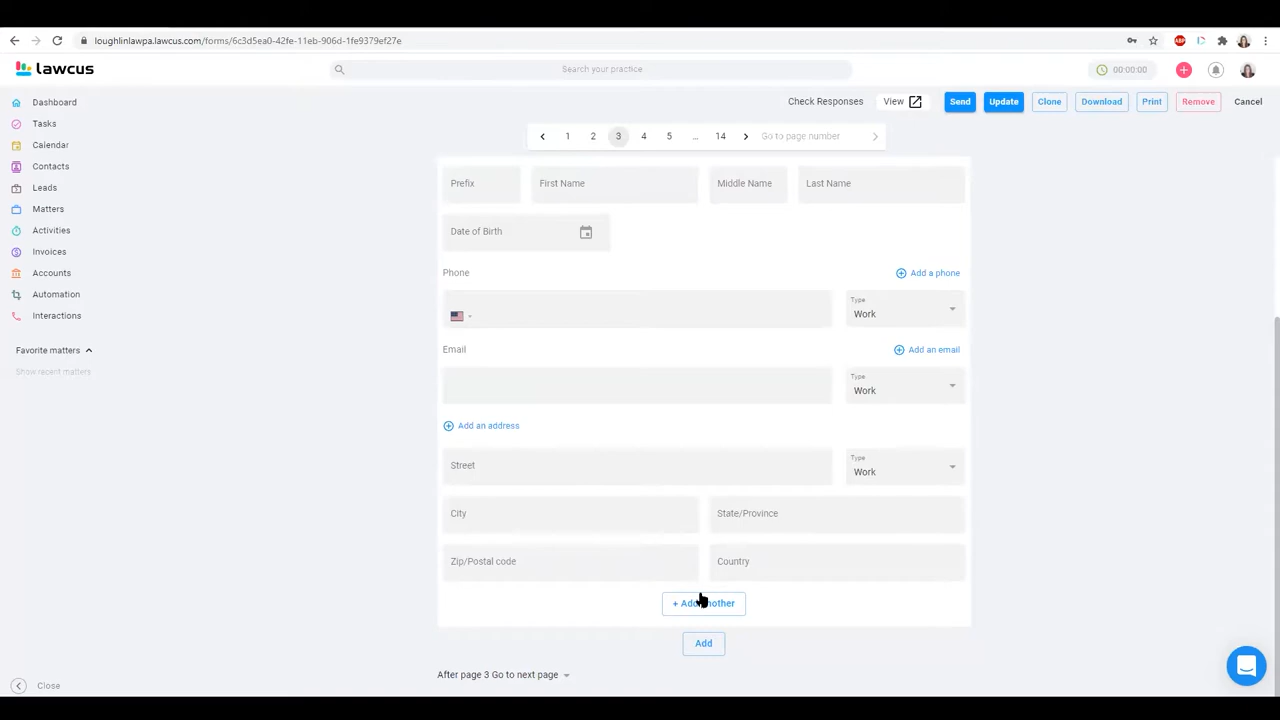 loughlinlawpa.lawcus.com/forms/6c3d5ea0-42fe-11eb-906d-1fe9379ef27e
ABP
lawcus
Search your practice
00:00:00
Check Responses View Send Update Clone Download Print Remove Cancel
Dashboard
Tasks
Calendar
Contacts
Leads
Matters
Activities
Invoices
Accounts
Automation
Interactions
Favorite matters
Show recent matters
Close
1 2 3 4 5 ... 14 Go to page number
Prefix First Name Middle Name Last Name
Date of Birth
Phone Add a phone
Type
Work
Email Add an email
Type
Work
Add an address
Street
Type
Work
City State/Province
Zip/Postal code Country
+ Add another
Add
After page 3 Go to next page